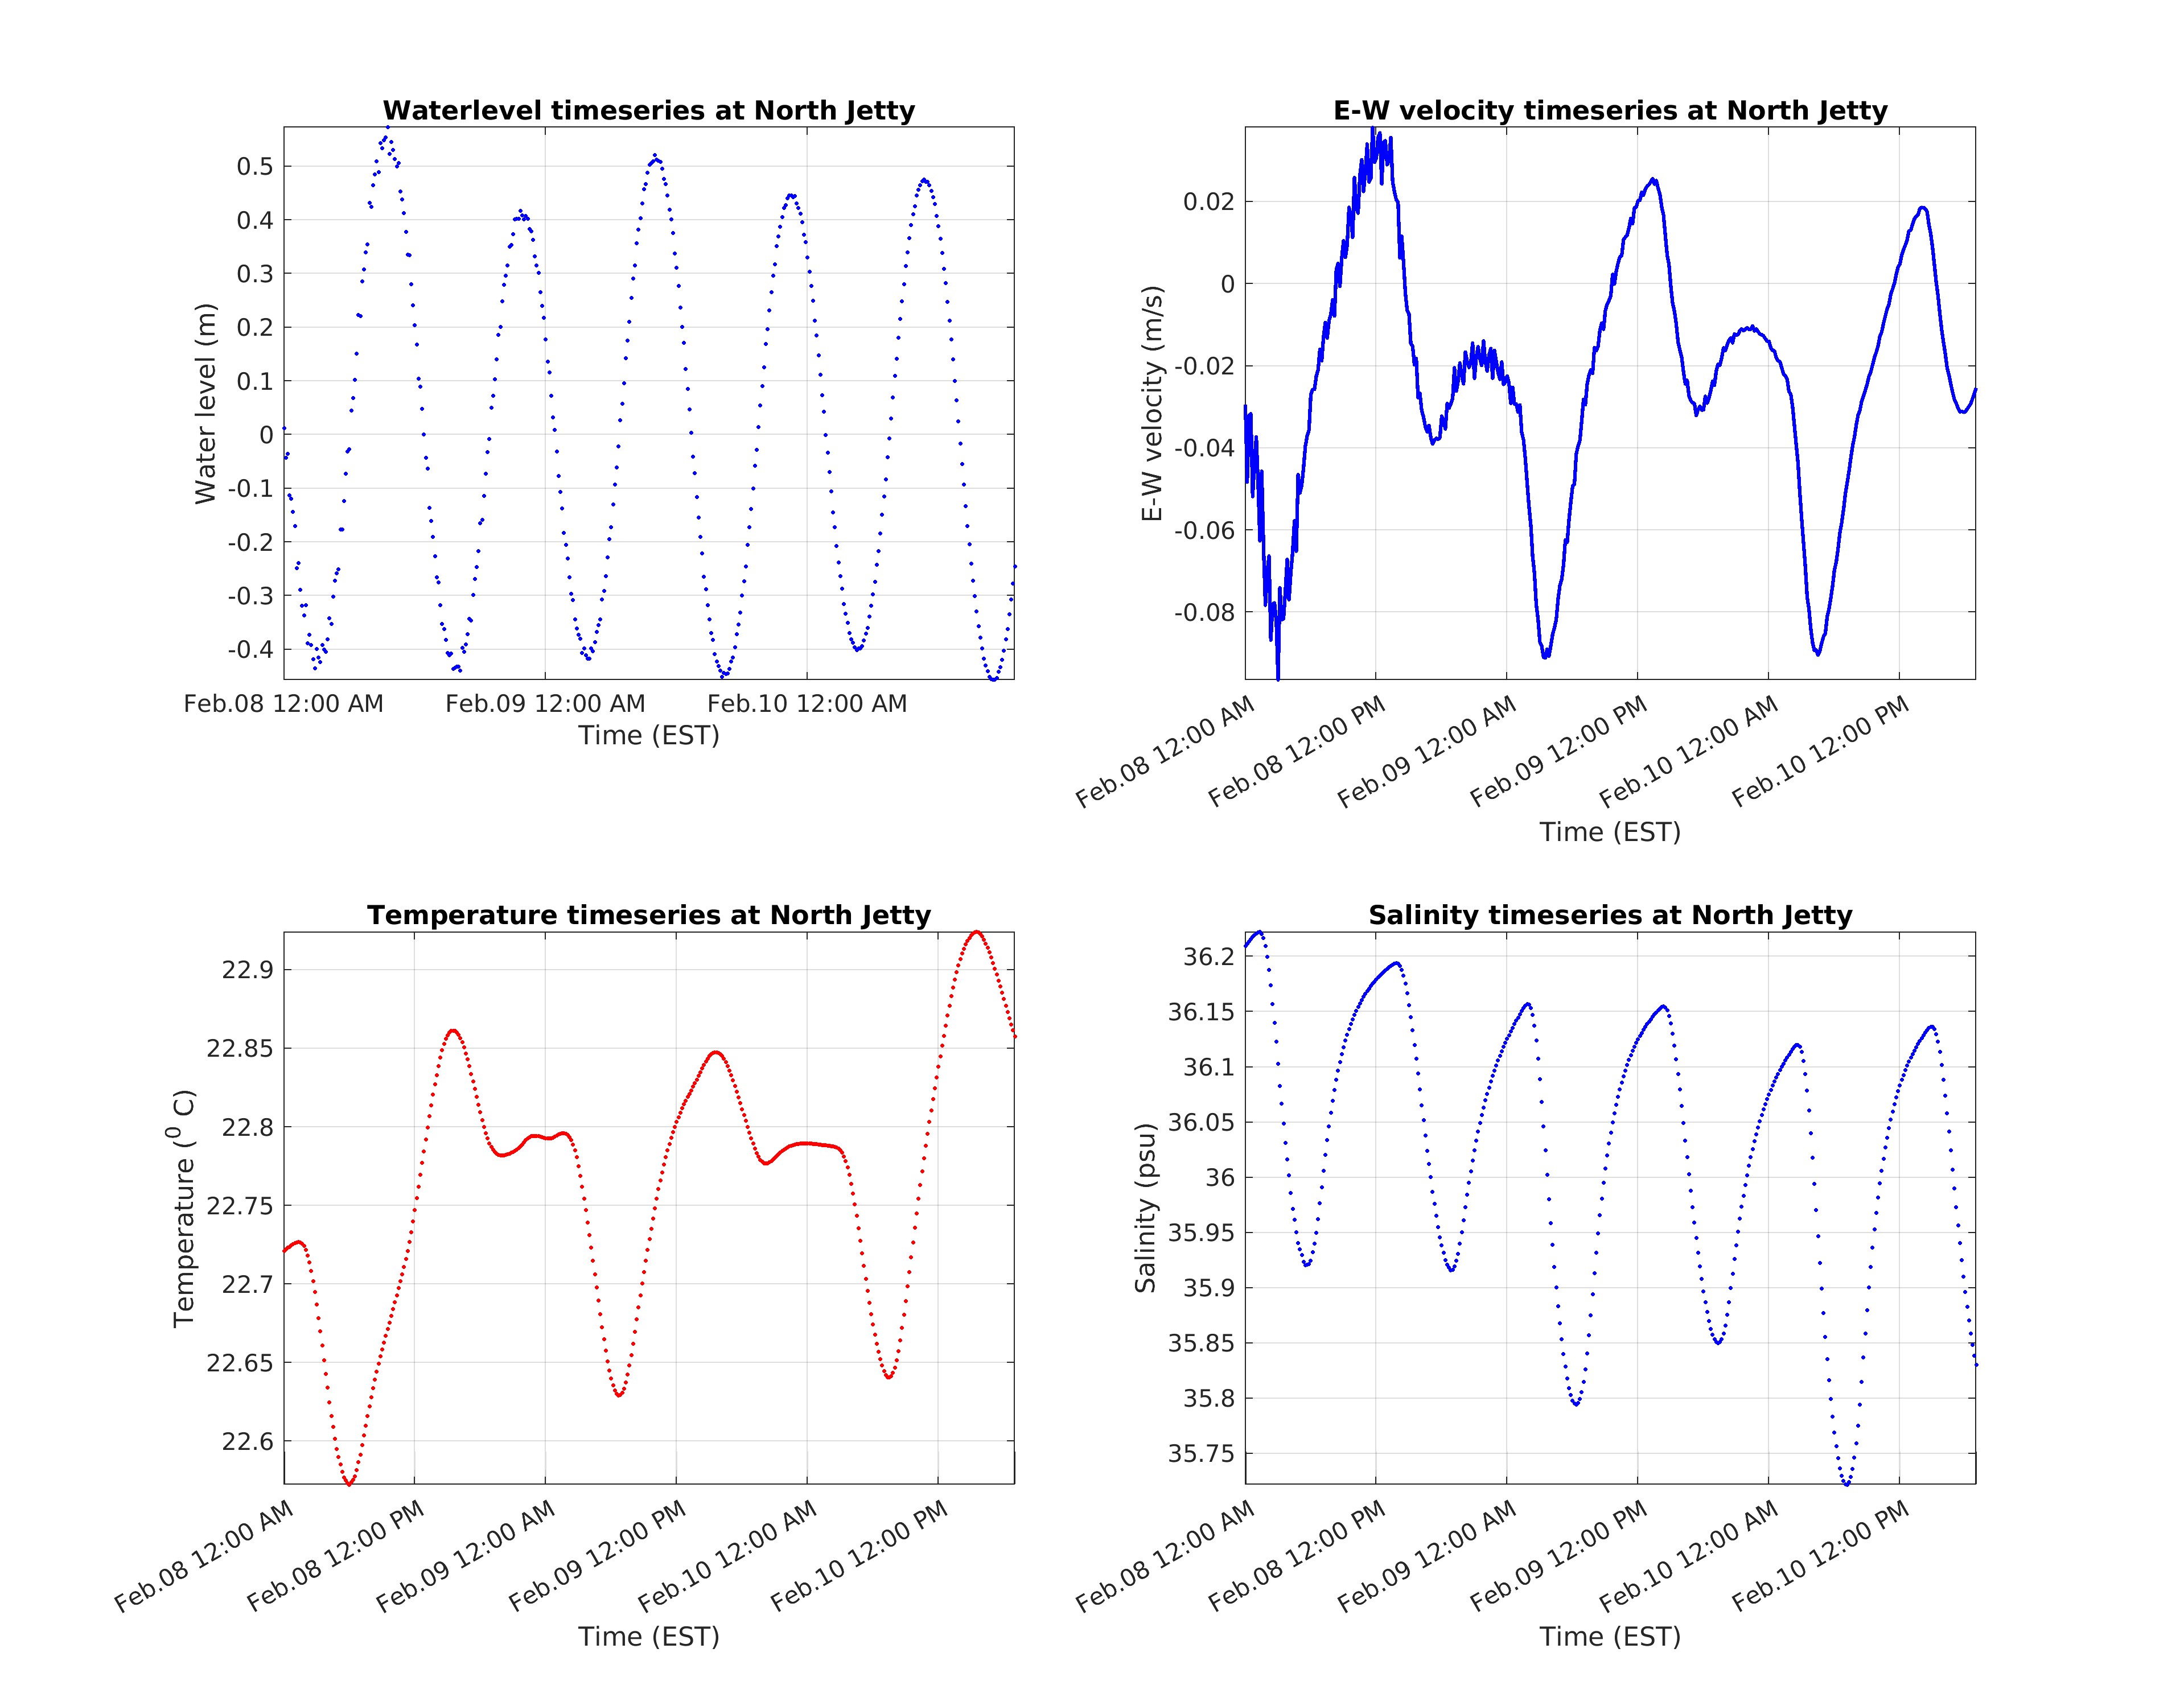 Waterlevel timeseries at North Jetty
0.5
0.4
0.3
0.2
0.1
0
-0.1
-0.2
-0.3
-0.4
Water level (m)
Feb.08 12:00 AM
Feb.09 12:00 AM
Feb.10 12:00 AM
Time (EST)
E-W velocity timeseries at North Jetty
0.02
0
-0.02
-0.04
-0.06
-0.08
E-W velocity (m/s)
Feb.08 12:00 AM
Feb.08 12:00 PM
Feb.09 12:00 AM
Feb.09 12:00 PM
Feb.10 12:00 AM
Feb.10 12:00 PM
Time (EST)
Temperature timeseries at North Jetty
22.9
22.85
22.8
22.75
22.7
22.65
22.6
Temperature (0 C)
Feb.08 12:00 AM
Feb.08 12:00 PM
Feb.09 12:00 AM
Feb.09 12:00 PM
Feb.10 12:00 AM
Feb.10 12:00 PM
Time (EST)
Salinity timeseries at North Jetty
36.2
36.15
36.1
36.05
36
35.95
35.9
35.85
35.8
35.75
Salinity (psu)
Feb.08 12:00 AM
Feb.08 12:00 PM
Feb.09 12:00 AM
Feb.09 12:00 PM
Feb.10 12:00 AM
Feb.10 12:00 PM
Time (EST)